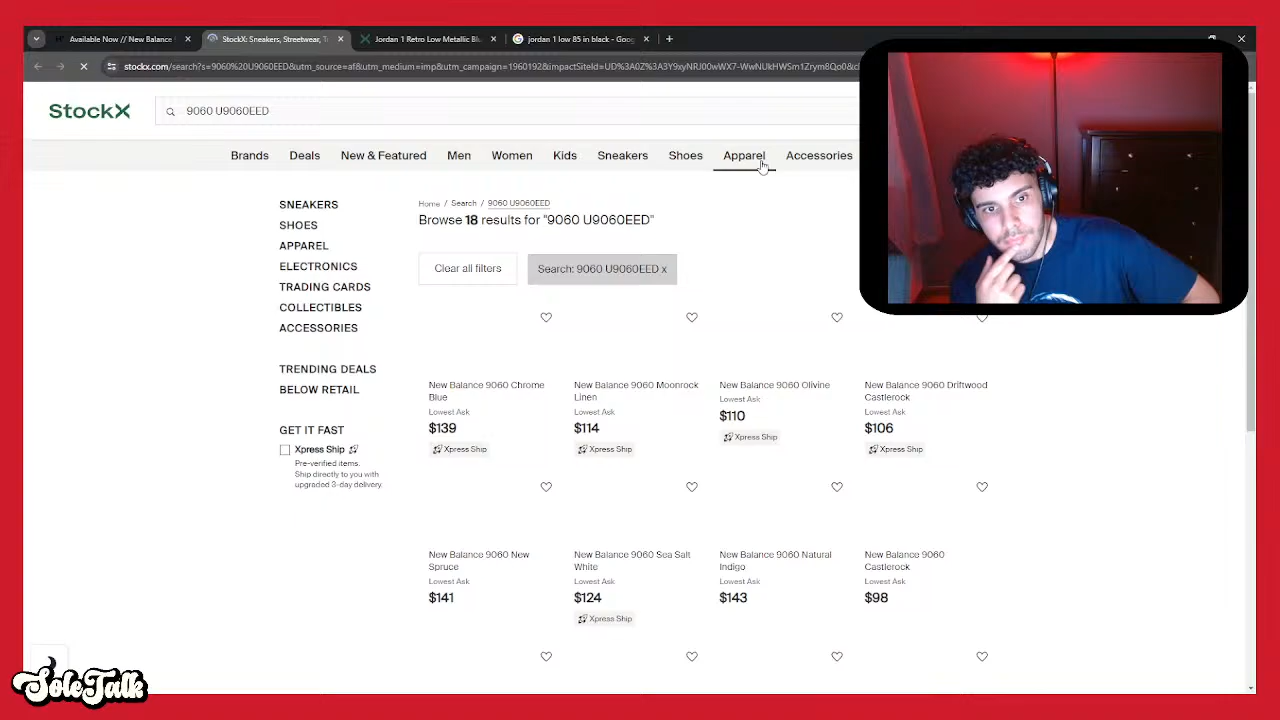 Available Now // New Balance
StockX: Sneakers, Streetwear, T
Jordan 1 Retro Low Metallic Bl
jordan 1 low 85 in black - Goo
stockx.com/search?s=9060%20U9060EED&utm_source=af&utm_medium=imp&utm_campaign=1960192&impactSiteId=
StockX
9060 U9060EED
Brands Deals New & Featured Men Women Kids Sneakers Shoes Apparel Accessories
SNEAKERS
SHOES
APPAREL
ELECTRONICS
TRADING CARDS
COLLECTIBLES
ACCESSORIES
TRENDING DEALS
BELOW RETAIL
GET IT FAST
Xpress Ship
Pre-verified items.
Ship directly to you with
upgraded 3-day delivery.
Home / Search / 9060 U9060EED
Browse 18 results for "9060 U9060EED"
Clear all filters
Search: 9060 U9060EED x
New Balance 9060 Chrome
Blue
Lowest Ask
$139
Xpress Ship
New Balance 9060 Moonrock
Linen
Lowest Ask
$114
Xpress Ship
New Balance 9060 Olivine
Lowest Ask
$110
Xpress Ship
New Balance 9060 Driftwood
Castlerock
Lowest Ask
$106
Xpress Ship
New Balance 9060 New
Spruce
Lowest Ask
$141
New Balance 9060 Sea Salt
White
Lowest Ask
$124
Xpress Ship
New Balance 9060 Natural
Indigo
Lowest Ask
$143
New Balance 9060
Castlerock
Lowest Ask
$98
SoleTalk